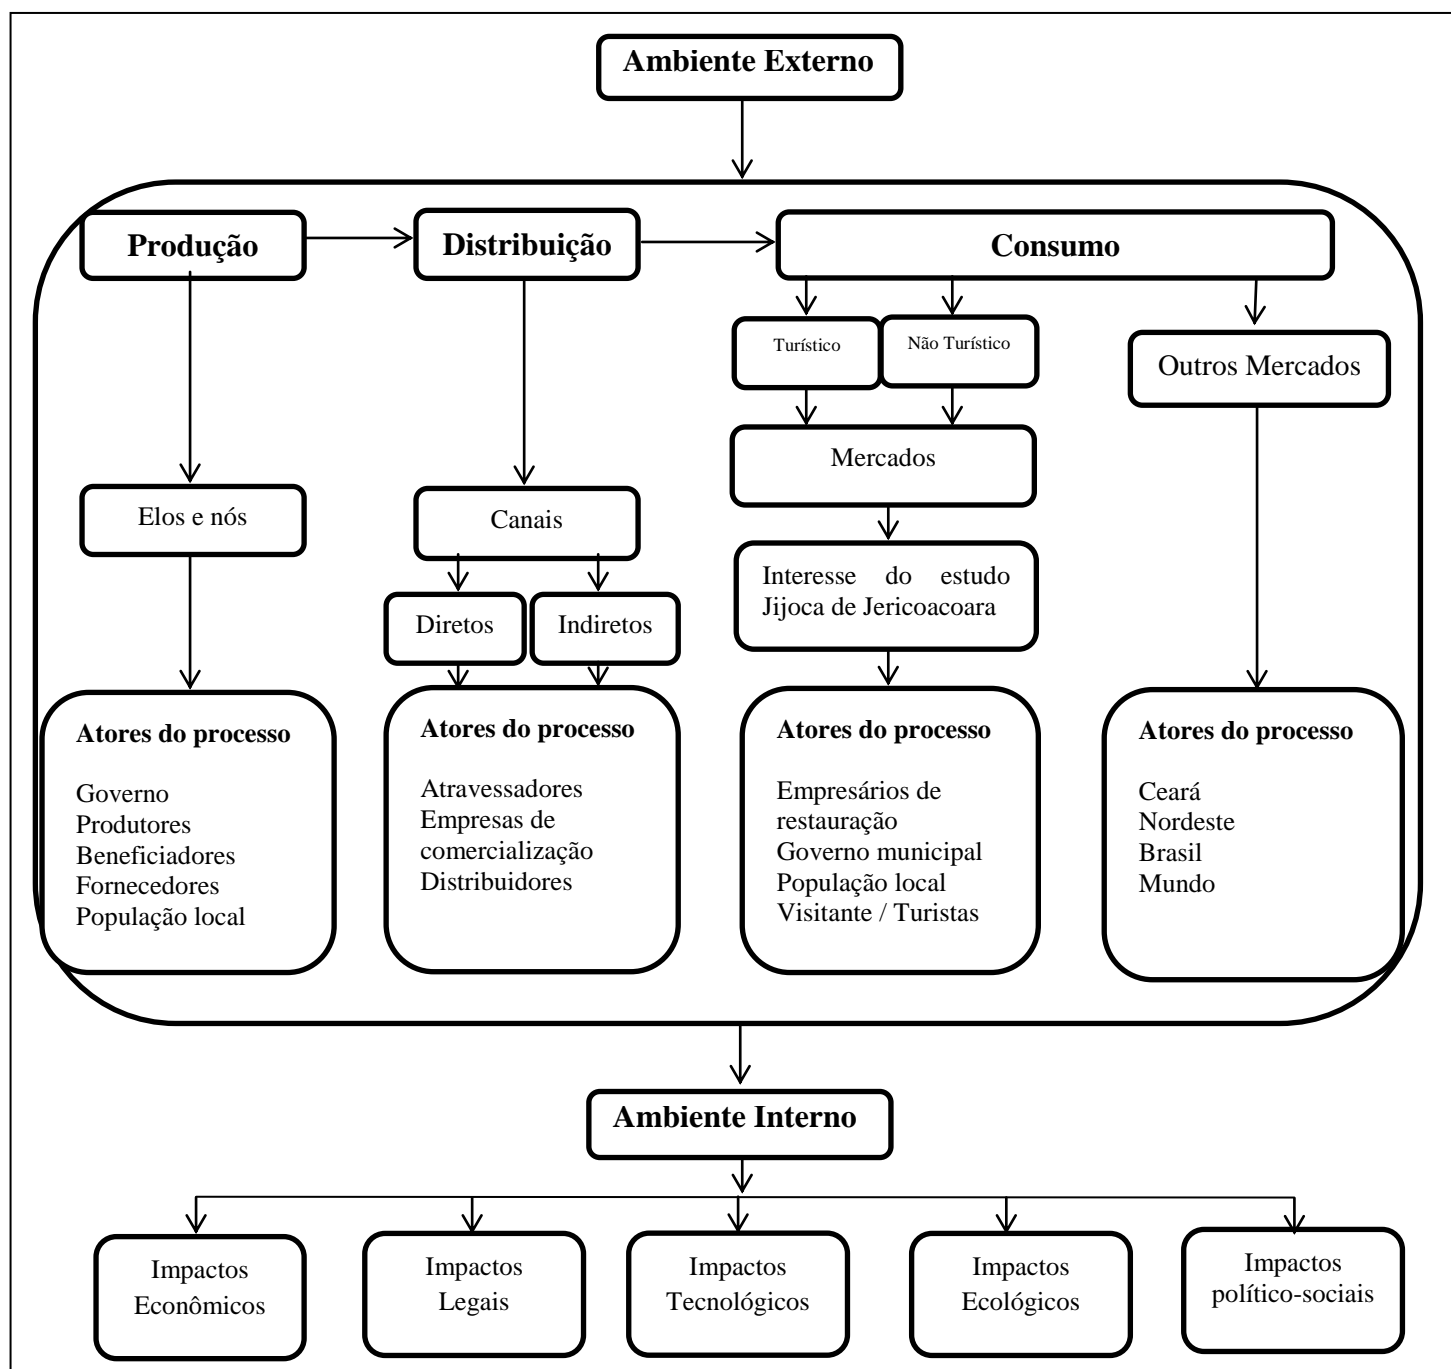 Ambiente Externo
Produção
Distribuição
Consumo
Turístico
Não Turístico
Outros Mercados
Mercados
Elos e nós
Canais
Interesse do estudo
Jijoca de Jericoacoara
Diretos
Indiretos
Atores do processo
Governo
Produtores
Beneficiadores
Fornecedores
População local
Atores do processo
Atravessadores
Empresas de
comercialização
Distribuidores
Atores do processo
Empresários de
restauração
Governo municipal
População local
Visitante / Turistas
Atores do processo
Ceará
Nordeste
Brasil
Mundo
Ambiente Interno
Impactos
Econômicos
Impactos
Legais
Impactos
Tecnológicos
Impactos
Ecológicos
Impactos
político-sociais